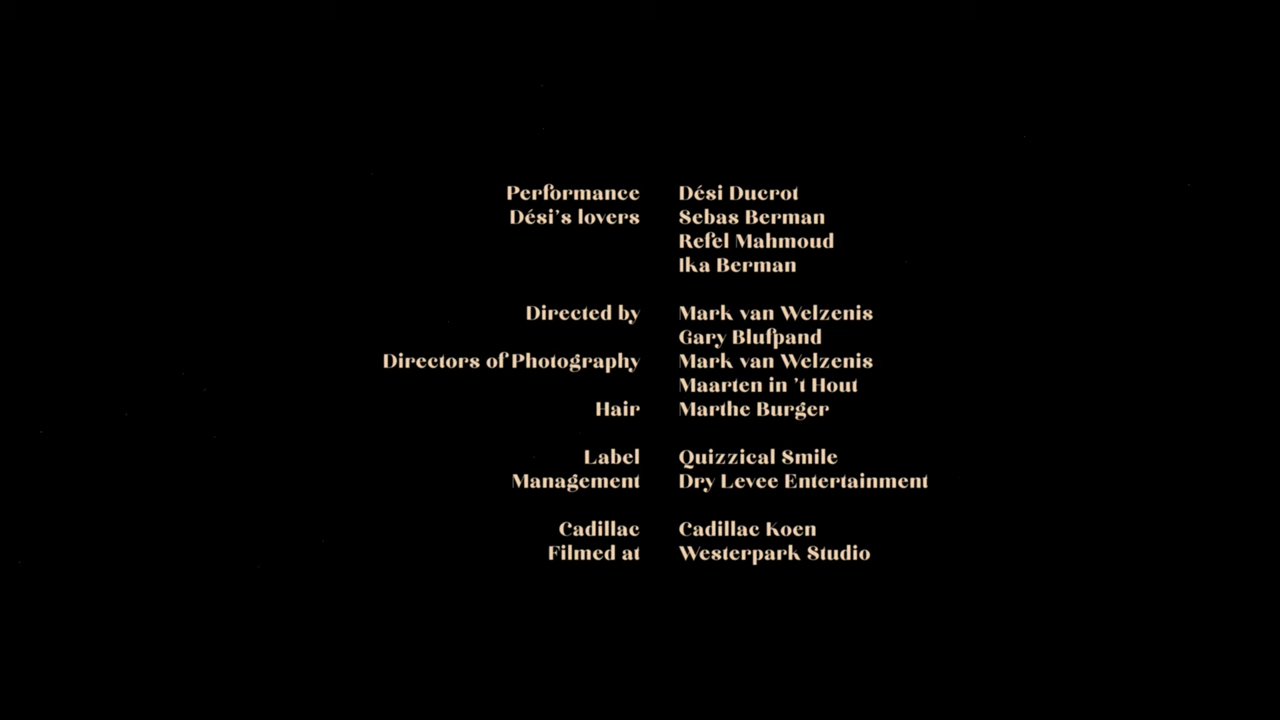 Performance Dési Ducrot
Dési's lovers Sebas Berman
Refel Mahmoud
Ika Berman
Directed by Mark van Welzenis
Gary Blufpand
Directors of Photography Mark van Welzenis
Maarten in 't Hout
Hair Marthe Burger
Label Quizzical Smile
Management Dry Levee Entertainment
Cadillac Cadillac Koen
Filmed at Westerpark Studio